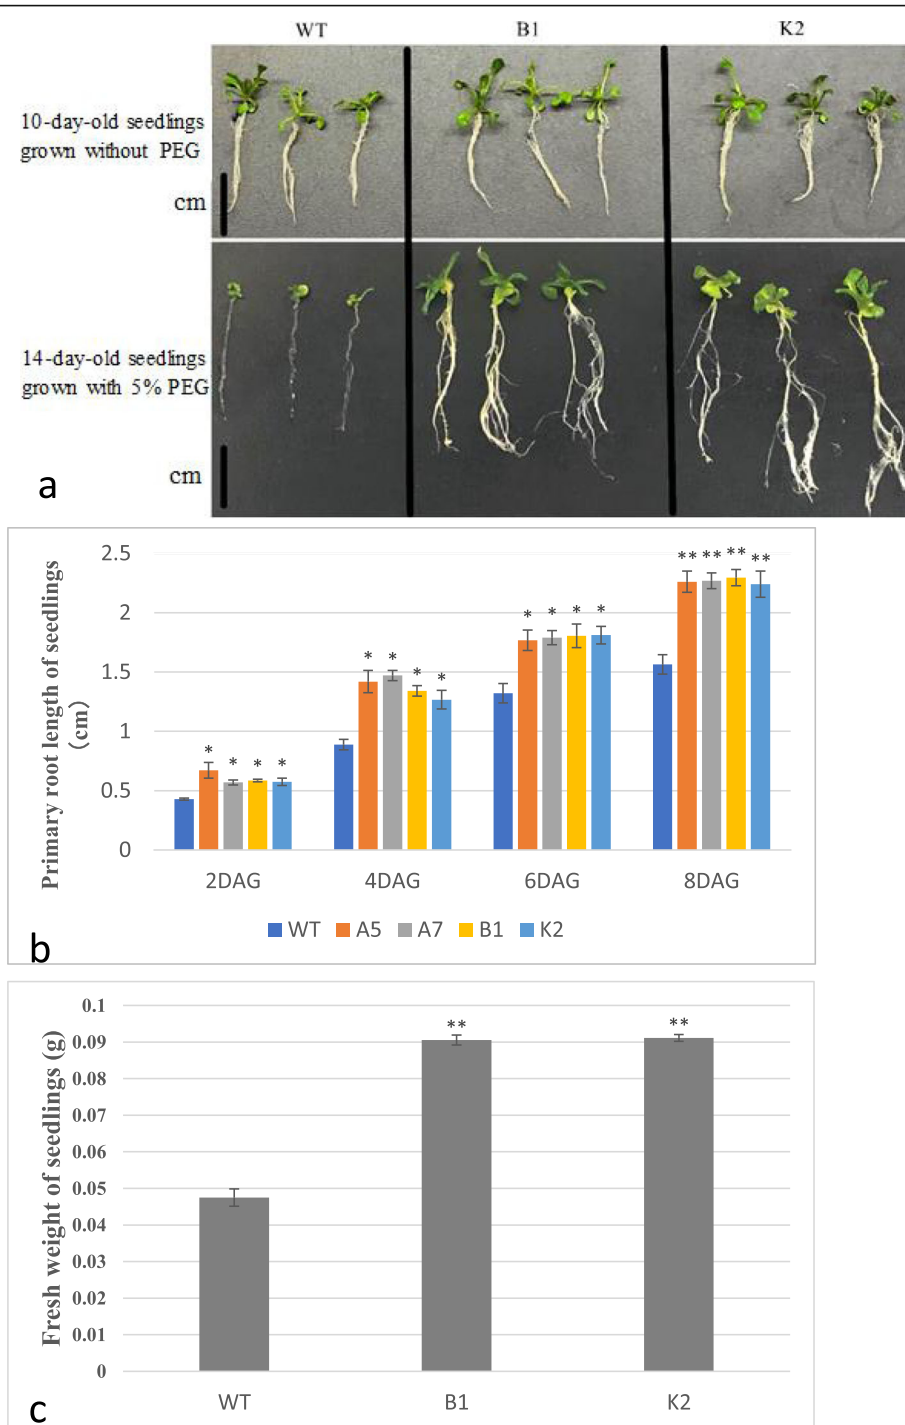 WT B1 K2
10-day-old seedlings
grown without PEG
cm
14-day-old seedlings
grown with 5% PEG
cm
a
Primary root length of seedlings
(cm)
2.5
2
1.5
1
0.5
0
* * * *
* * * *
* * * *
** ** ** **
2DAG 4DAG 6DAG 8DAG
WT A5 A7 B1 K2
b
Fresh weight of seedlings (g)
0.1
0.09
0.08
0.07
0.06
0.05
0.04
0.03
0.02
0.01
0
** **
WT B1 K2
c